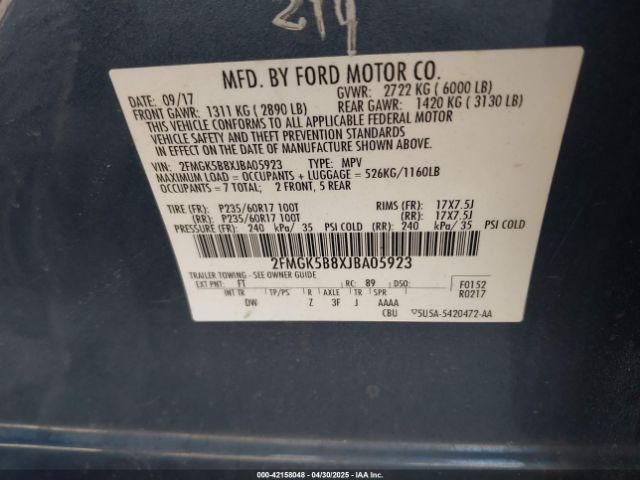 MFD. BY FORD MOTOR CO.
DATE: 09/17 GVWR: 2722 KG ( 6000 LB)
FRONT GAWR: 1311 KG ( 2890 LB) REAR GAWR: 1420 KG ( 3130 LB)
THIS VEHICLE CONFORMS TO ALL APPLICABLE FEDERAL MOTOR
VEHICLE SAFETY AND THEFT PREVENTION STANDARDS
IN EFFECT ON THE DATE OF MANUFACTURE SHOWN ABOVE.
VIN: 2FMGK5B8XJBA05923 TYPE: MPV
MAXIMUM LOAD = OCCUPANTS + LUGGAGE = 526KG/1160LB
OCCUPANTS = 7 TOTAL; 2 FRONT, 5 REAR
TIRE (FR): P235/60R17 100T RIMS (FR): 17X7.5J
(RR): P235/60R17 100T (RR): 17X7.5J
PRESSURE (FR): 240 kPa/ 35 PSI COLD (RR): 240 kPa/ 35 PSI COLD
2FMGK5B8XJBA05923
TRAILER TOWING - SEE OWNER GUIDE
EXT PNT: FT RC: 89 DSO: F0152
INT TR TP/PS R AXLE TR SPR R0217
DW Z 3F J AAAA
CBU 5U5A-5420472-AA
000-42158048 - 04/30/2025 - IAA, Inc.